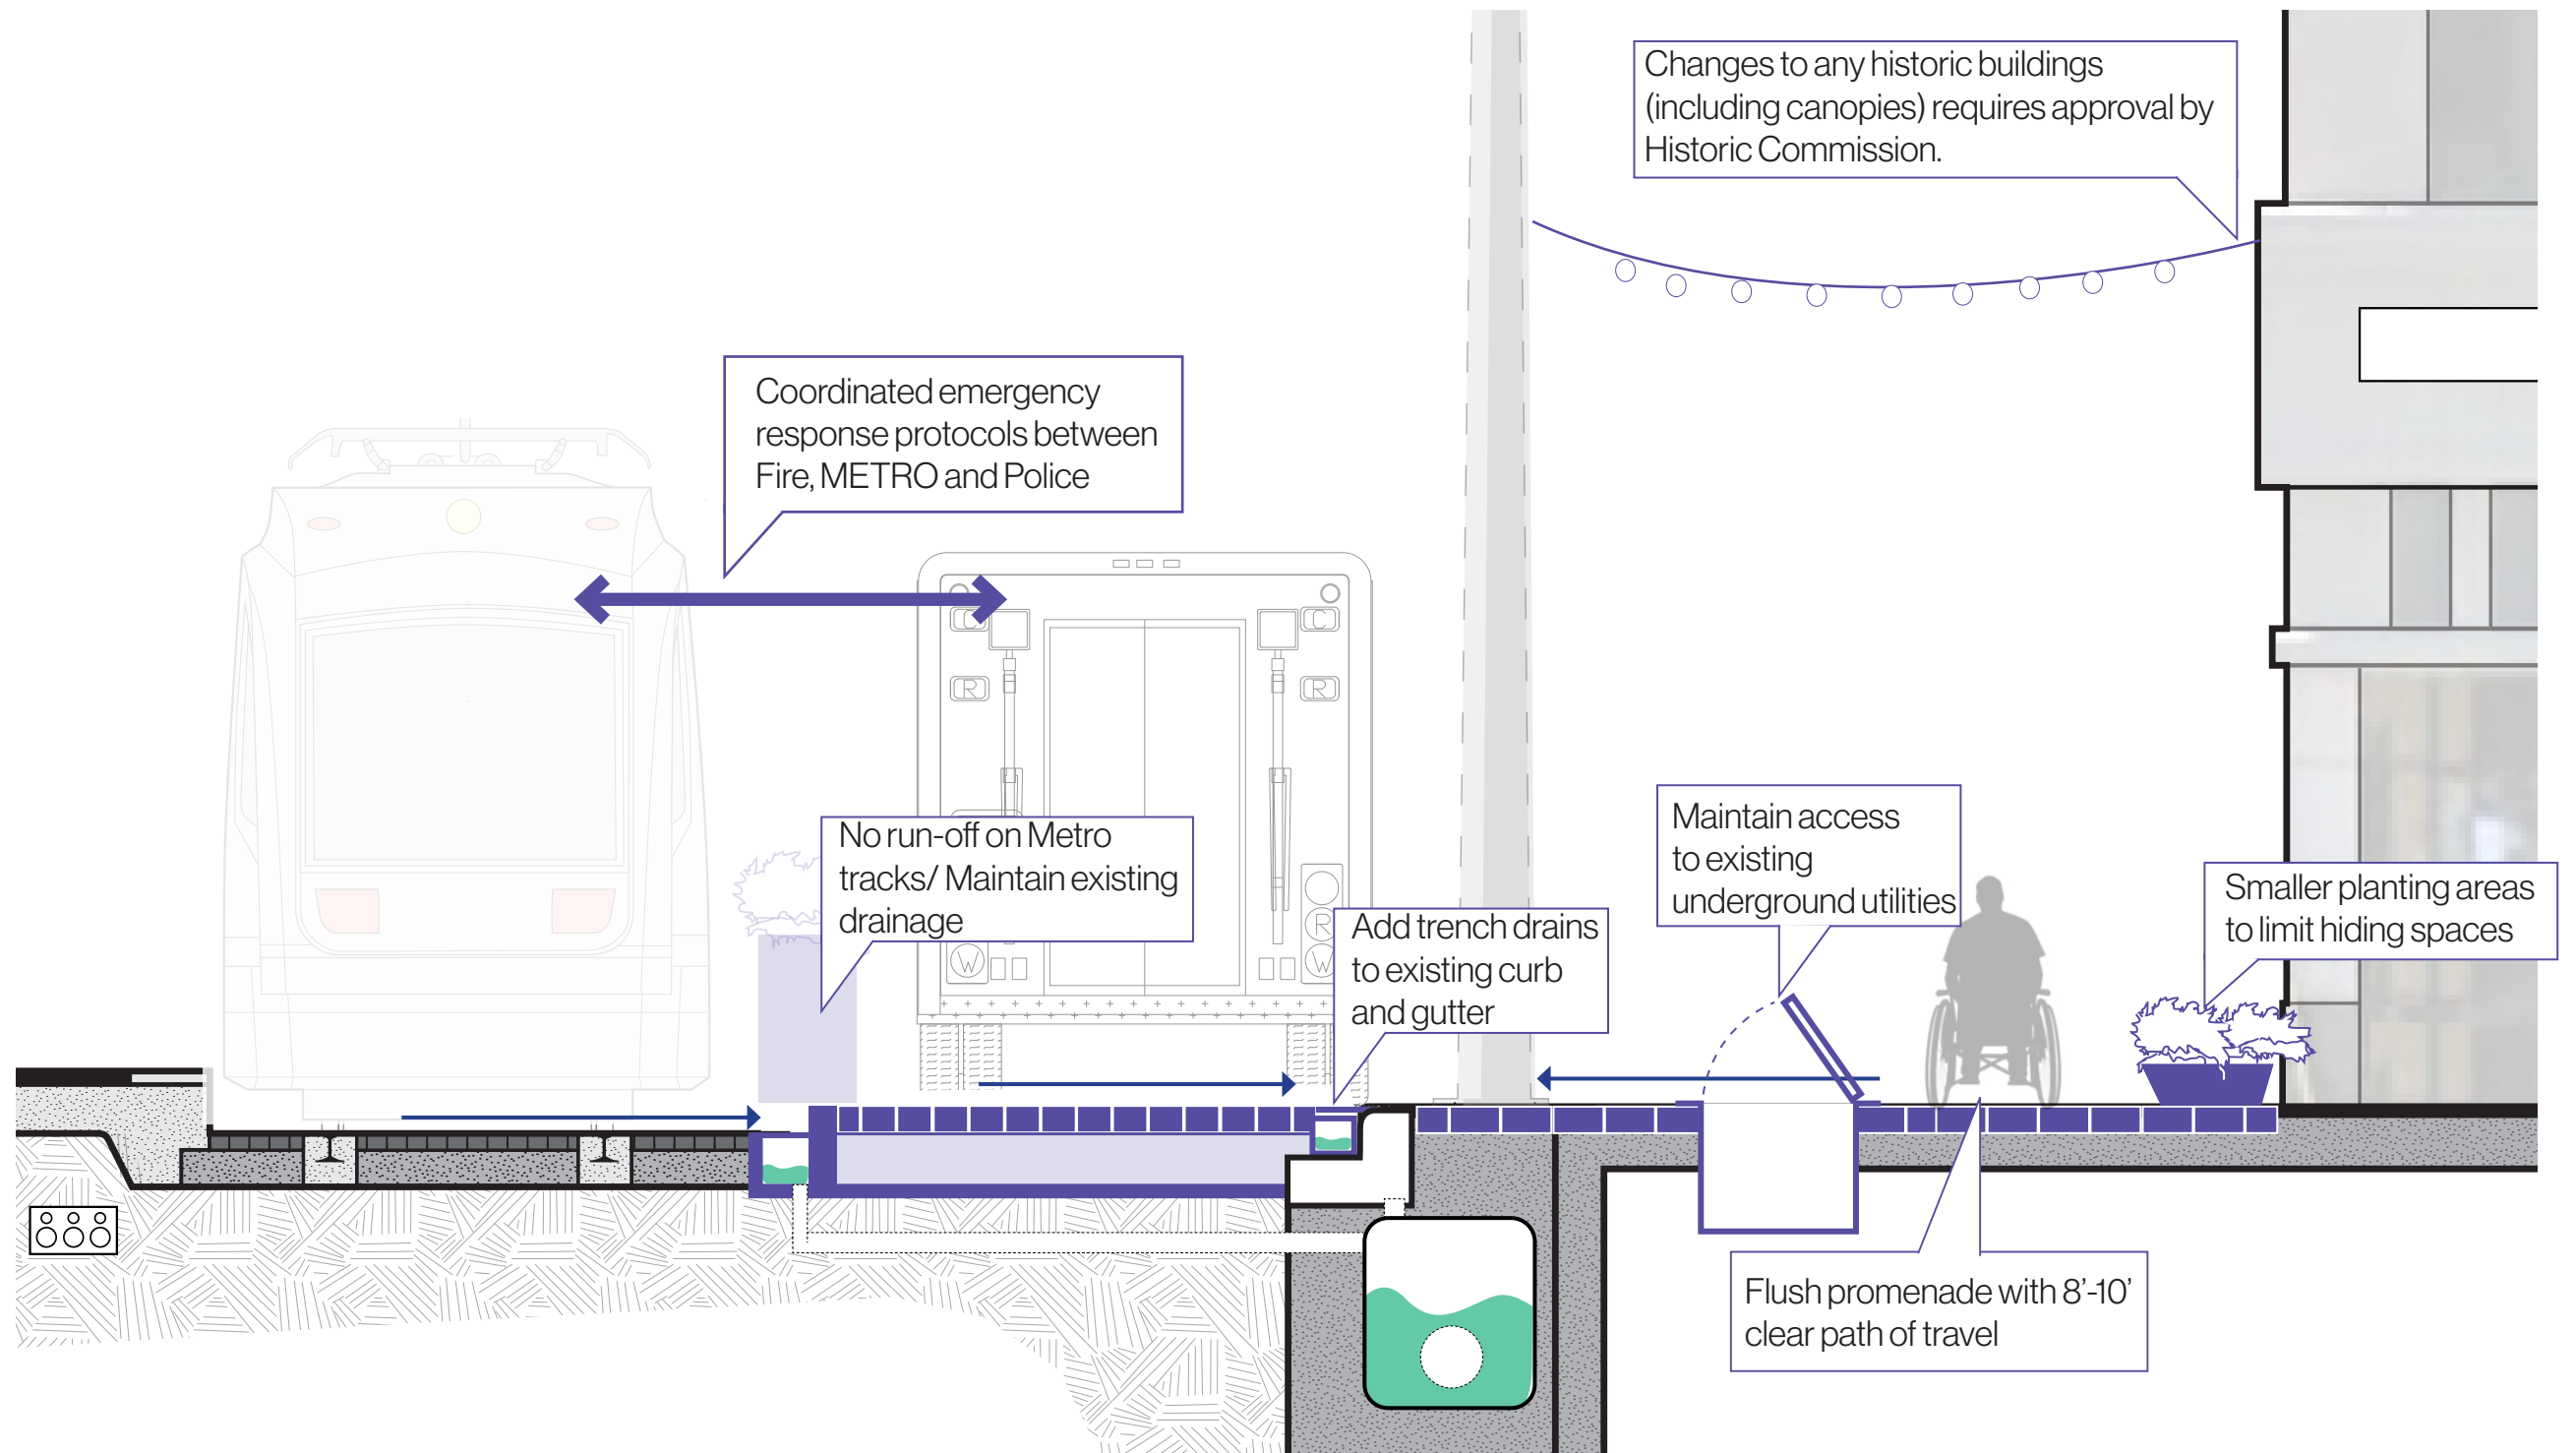 Changes to any historic buildings
(including canopies) requires approval by
Historic Commission.
Coordinated emergency
response protocols between
Fire, METRO and Police
C
C
R
R
No run-off on Metro
tracks/ Maintain existing
drainage
Maintain access
to existing
underground utilities
Smaller planting areas
to limit hiding spaces
Add trench drains
to existing curb
and gutter
R
W
W
Flush promenade with 8’-10’
clear path of travel